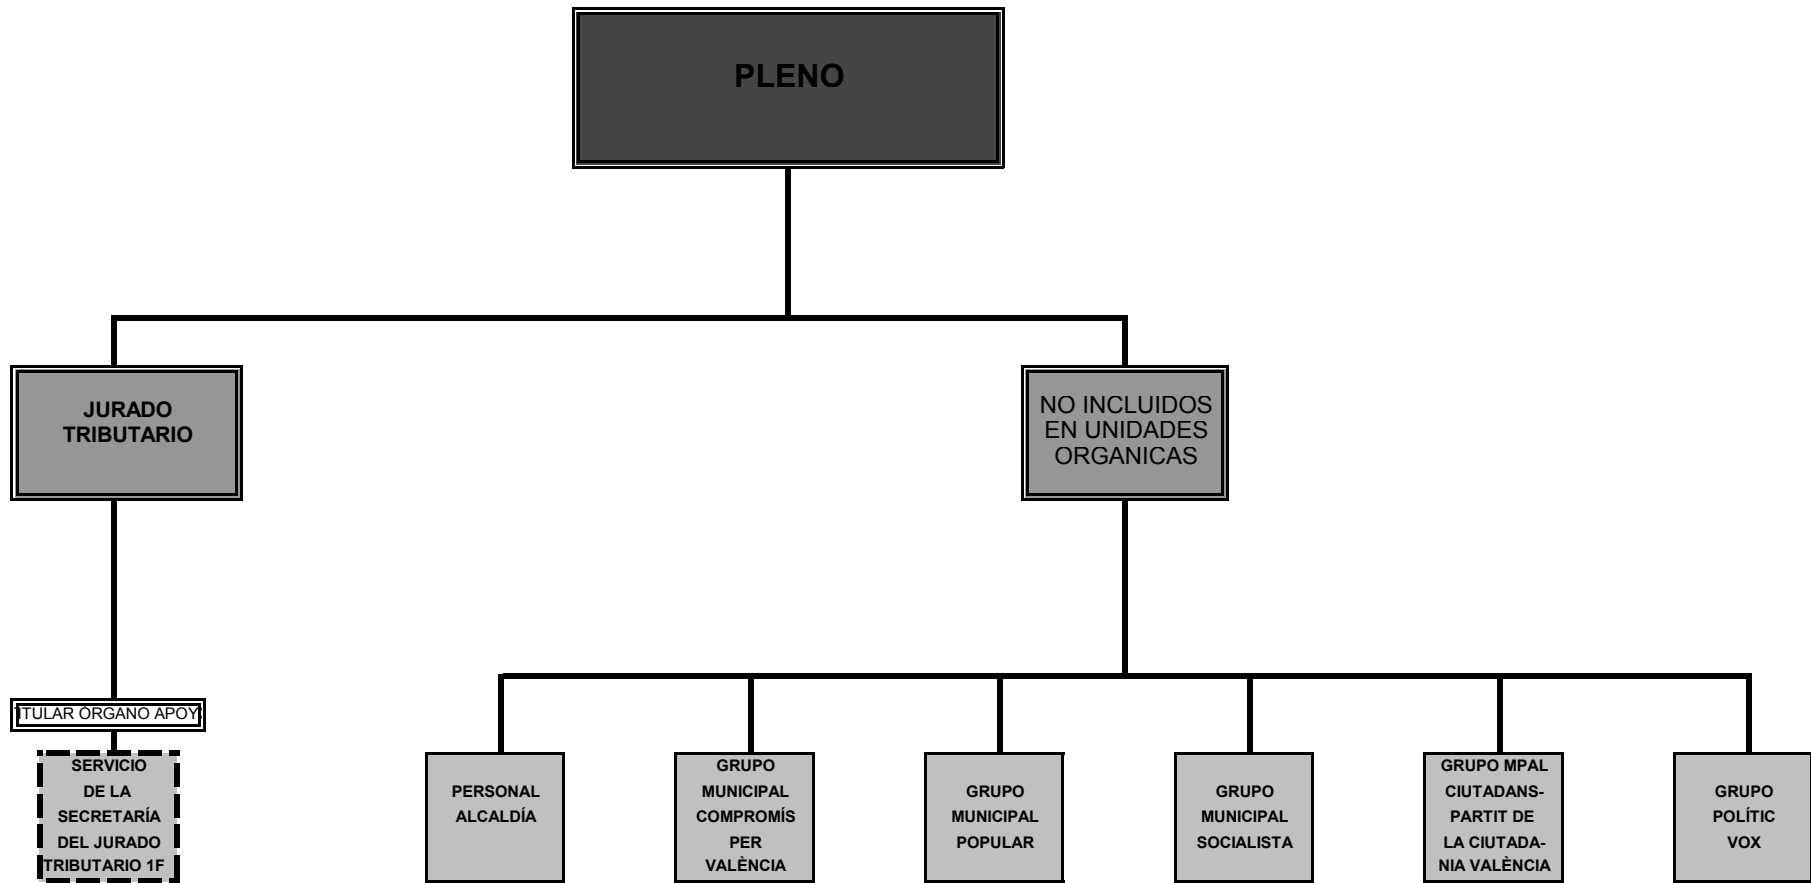 PLENO
JURADO
TRIBUTARIO
NO INCLUIDOS
EN UNIDADES
ORGANICAS
ITULAR ÓRGANO APOY
SERVICIO
DE LA
SECRETARÍA
DEL JURADO
TRIBUTARIO 1F
PERSONAL
ALCALDÍA
GRUPO
MUNICIPAL
COMPROMÍS
PER
VALÈNCIA
GRUPO
MUNICIPAL
POPULAR
GRUPO
MUNICIPAL
SOCIALISTA
GRUPO MPAL
CIUTADANS-
PARTIT DE
LA CIUTADA-
NIA VALÈNCIA
GRUPO
POLÍTIC
VOX